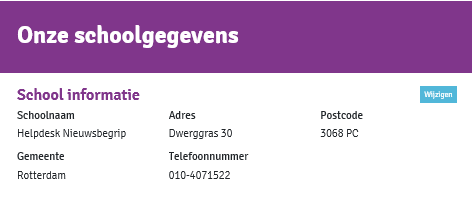 Onze schoolgegevens
School informatie
Wijzigen
Schoolnaam Adres Postcode
Helpdesk Nieuwsbegrip Dwerggras 30 3068 PC
Gemeente Telefoonnummer
Rotterdam 010-4071522